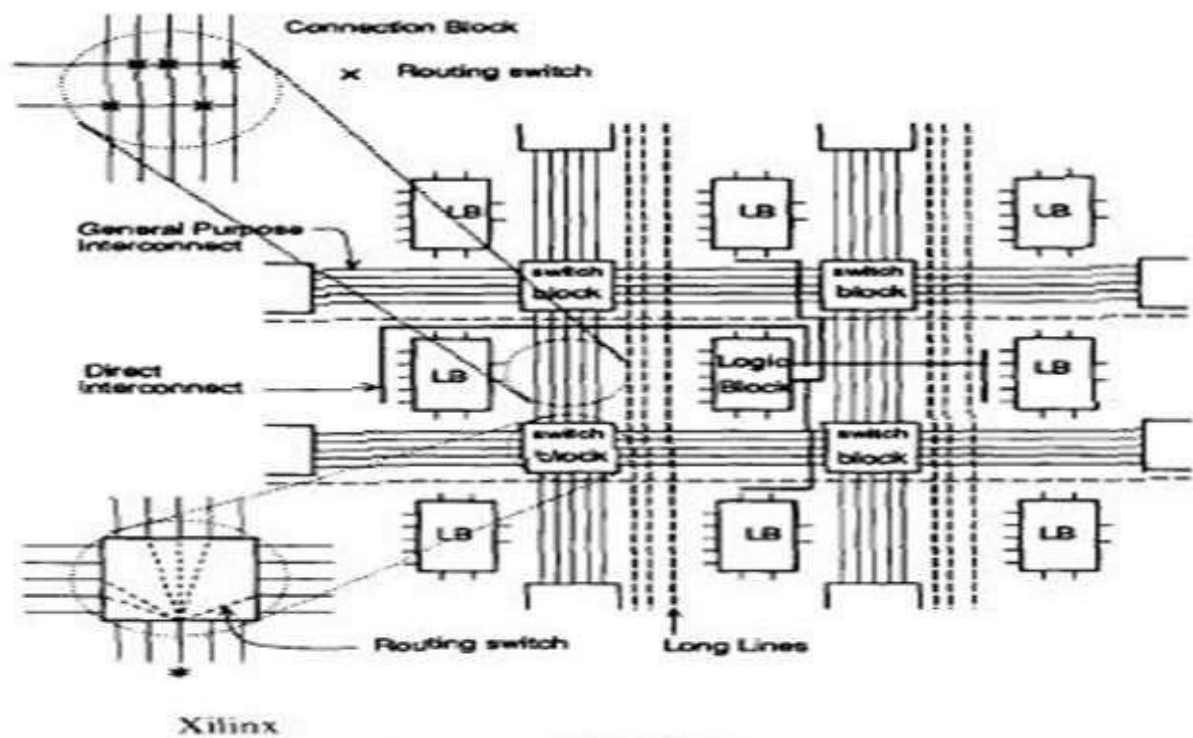 Connection Block
× Routing switch
LB
LB
LB
General Purpose
Interconnect
switch
block
switch
block
Direct
Interconnect
LB
Logic
Block
LB
switch
block
switch
block
LB
LB
LB
Routing switch
Long Lines
Xilinx